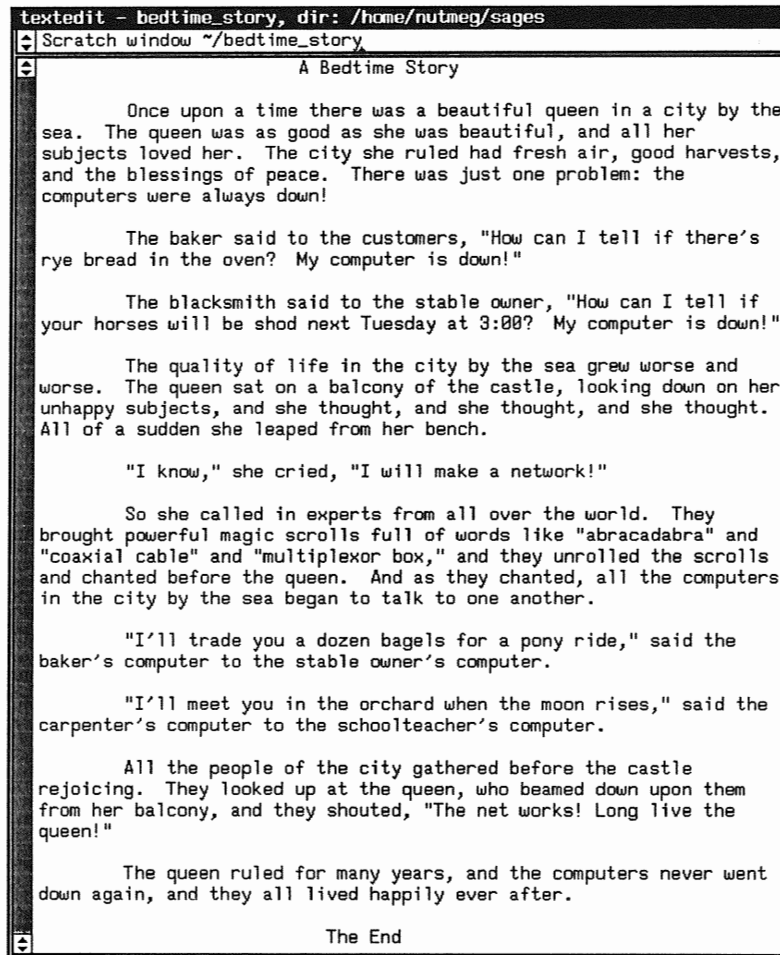 textedit - bedtime_story, dir: /home/nutmeg/sages
Scratch window ~/bedtime_story
A Bedtime Story
Once upon a time there was a beautiful queen in a city by the
sea. The queen was as good as she was beautiful, and all her
subjects loved her. The city she ruled had fresh air, good harvests,
and the blessings of peace. There was just one problem: the
computers were always down!
The baker said to the customers, "How can I tell if there's
rye bread in the oven? My computer is down!"
The blacksmith said to the stable owner, "How can I tell if
your horses will be shod next Tuesday at 3:00? My computer is down!"
The quality of life in the city by the sea grew worse and
worse. The queen sat on a balcony of the castle, looking down on her
unhappy subjects, and she thought, and she thought, and she thought.
All of a sudden she leaped from her bench.
"I know," she cried, "I will make a network!"
So she called in experts from all over the world. They
brought powerful magic scrolls full of words like "abracadabra" and
"coaxial cable" and "multiplexor box," and they unrolled the scrolls
and chanted before the queen. And as they chanted, all the computers
in the city by the sea began to talk to one another.
"I'll trade you a dozen bagels for a pony ride," said the
baker's computer to the stable owner's computer.
"I'll meet you in the orchard when the moon rises," said the
carpenter's computer to the schoolteacher's computer.
All the people of the city gathered before the castle
rejoicing. They looked up at the queen, who beamed down upon them
from her balcony, and they shouted, "The net works! Long live the
queen!"
The queen ruled for many years, and the computers never went
down again, and they all lived happily ever after.
The End